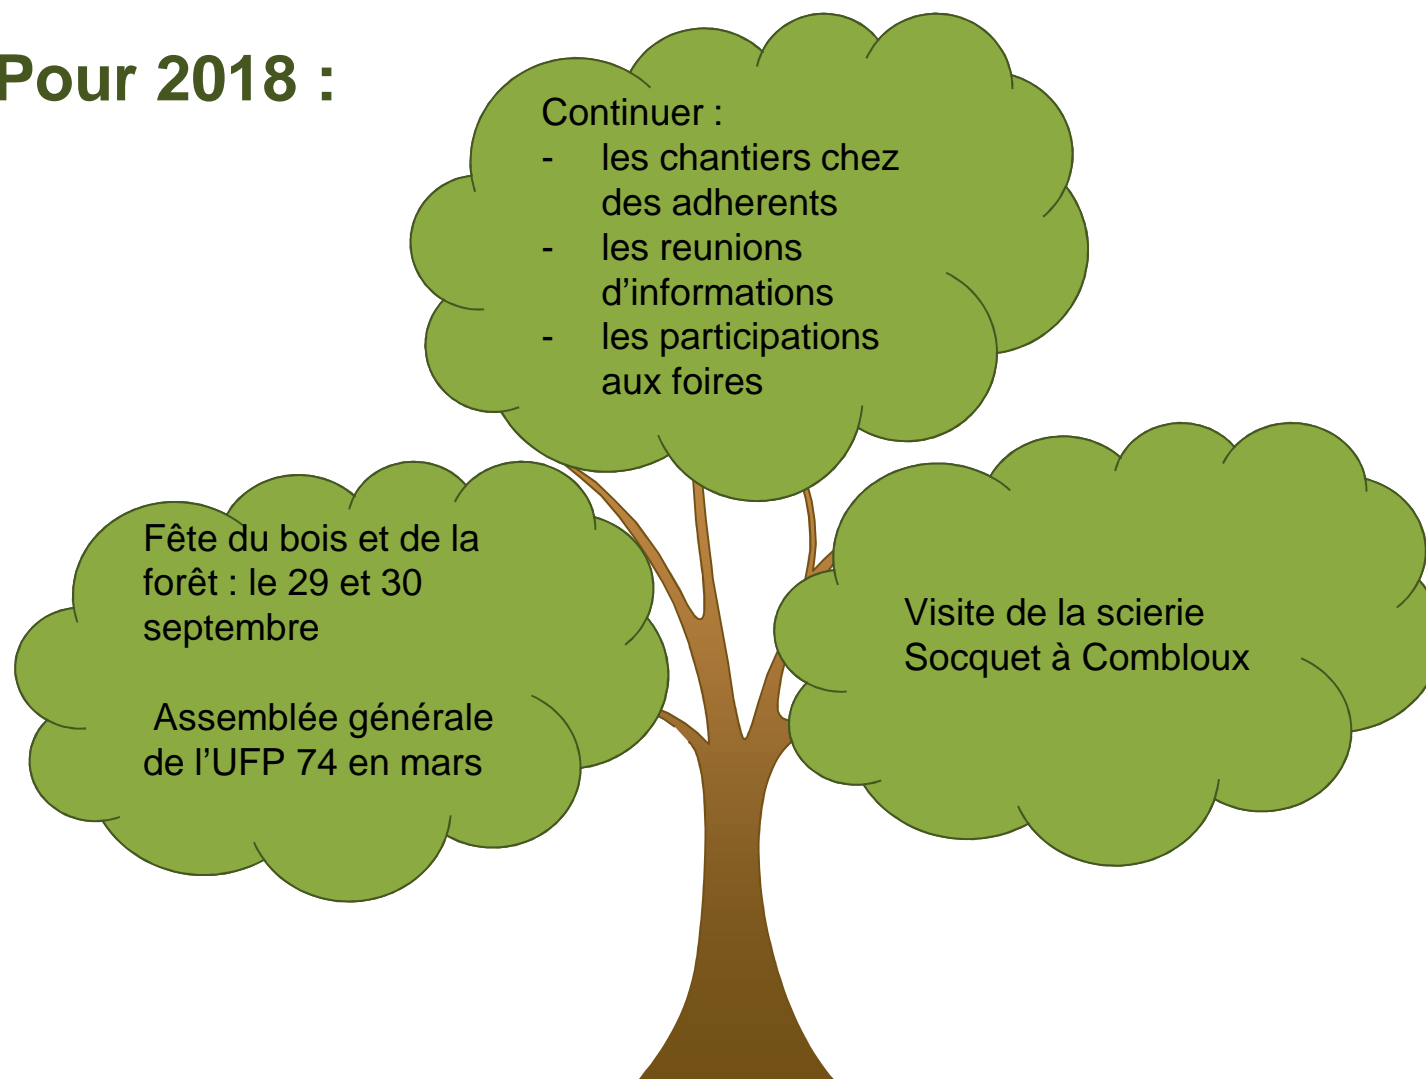 Pour 2018 :
Continuer :
- les chantiers chez
des adherents
- les reunions
d’informations
- les participations
aux foires
Fête du bois et de la
forêt : le 29 et 30
septembre
Assemblée générale
de l’UFP 74 en mars
Visite de la scierie
Socquet à Combloux